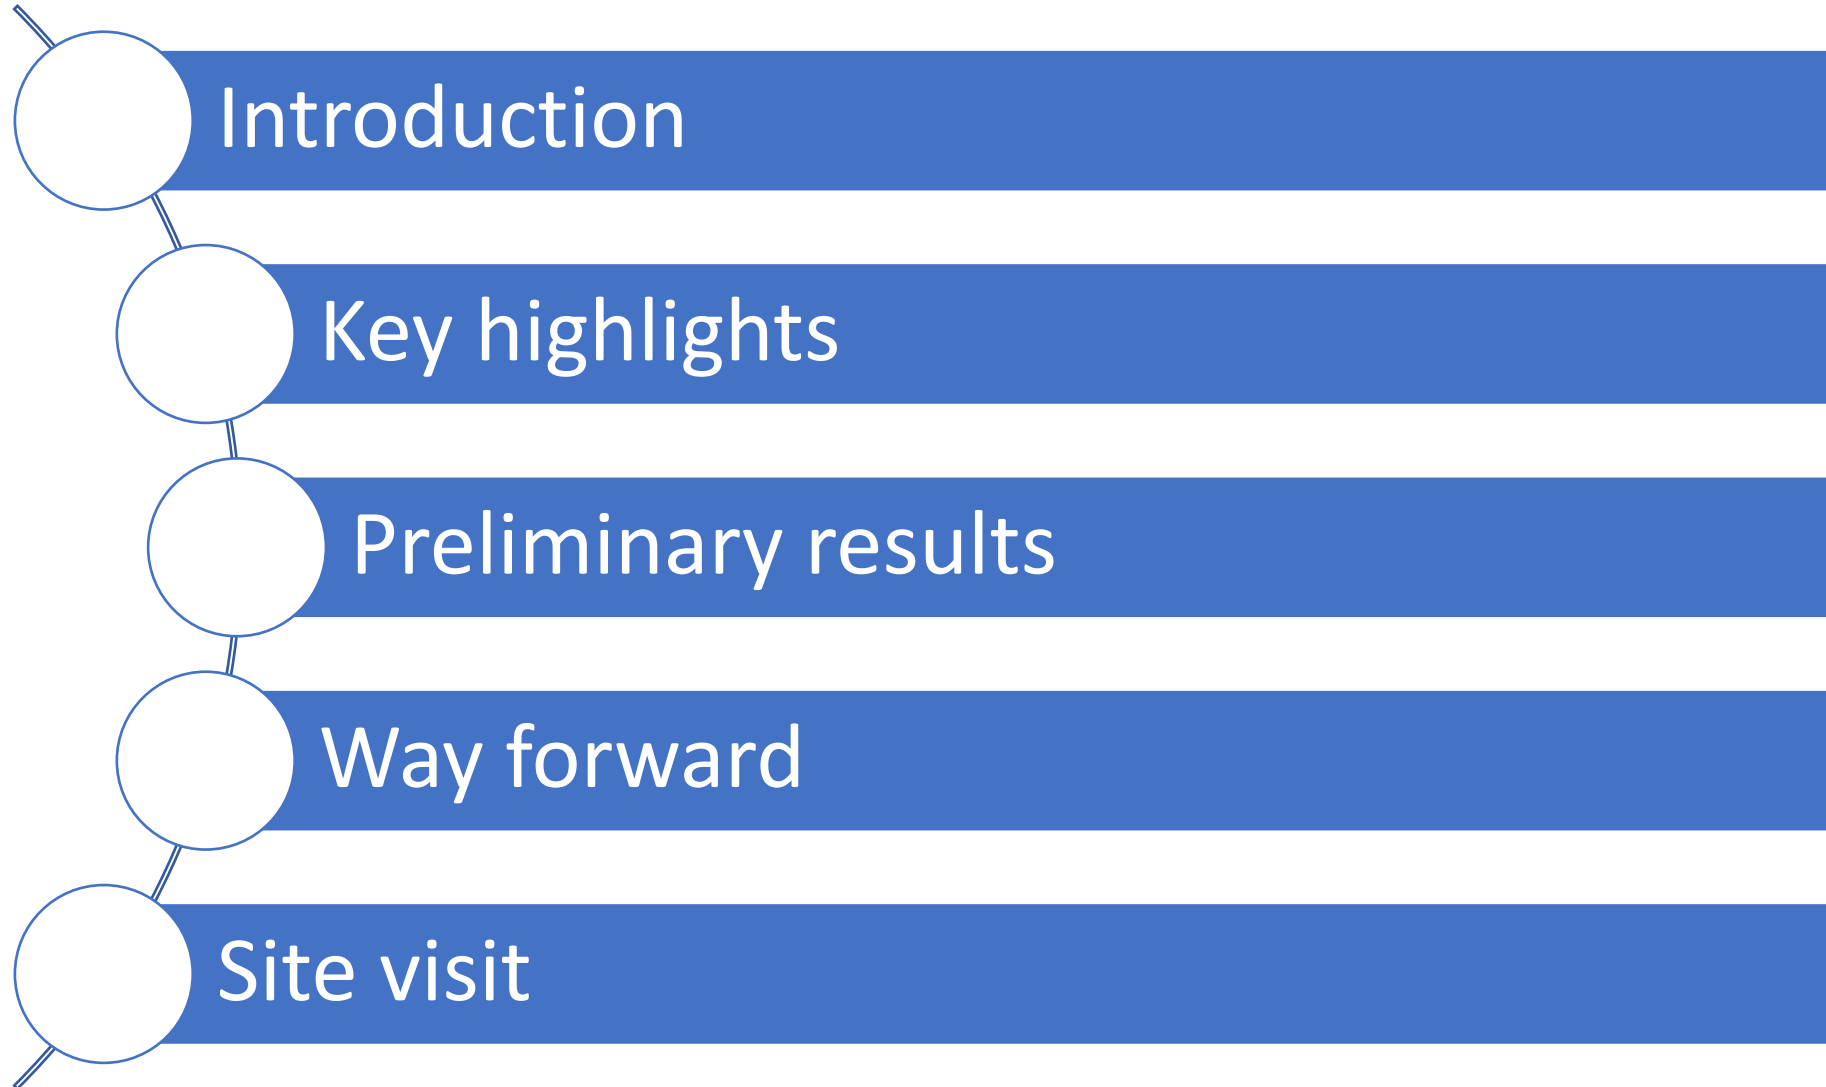 Introduction
Key highlights
Preliminary results
Way forward
Site visit